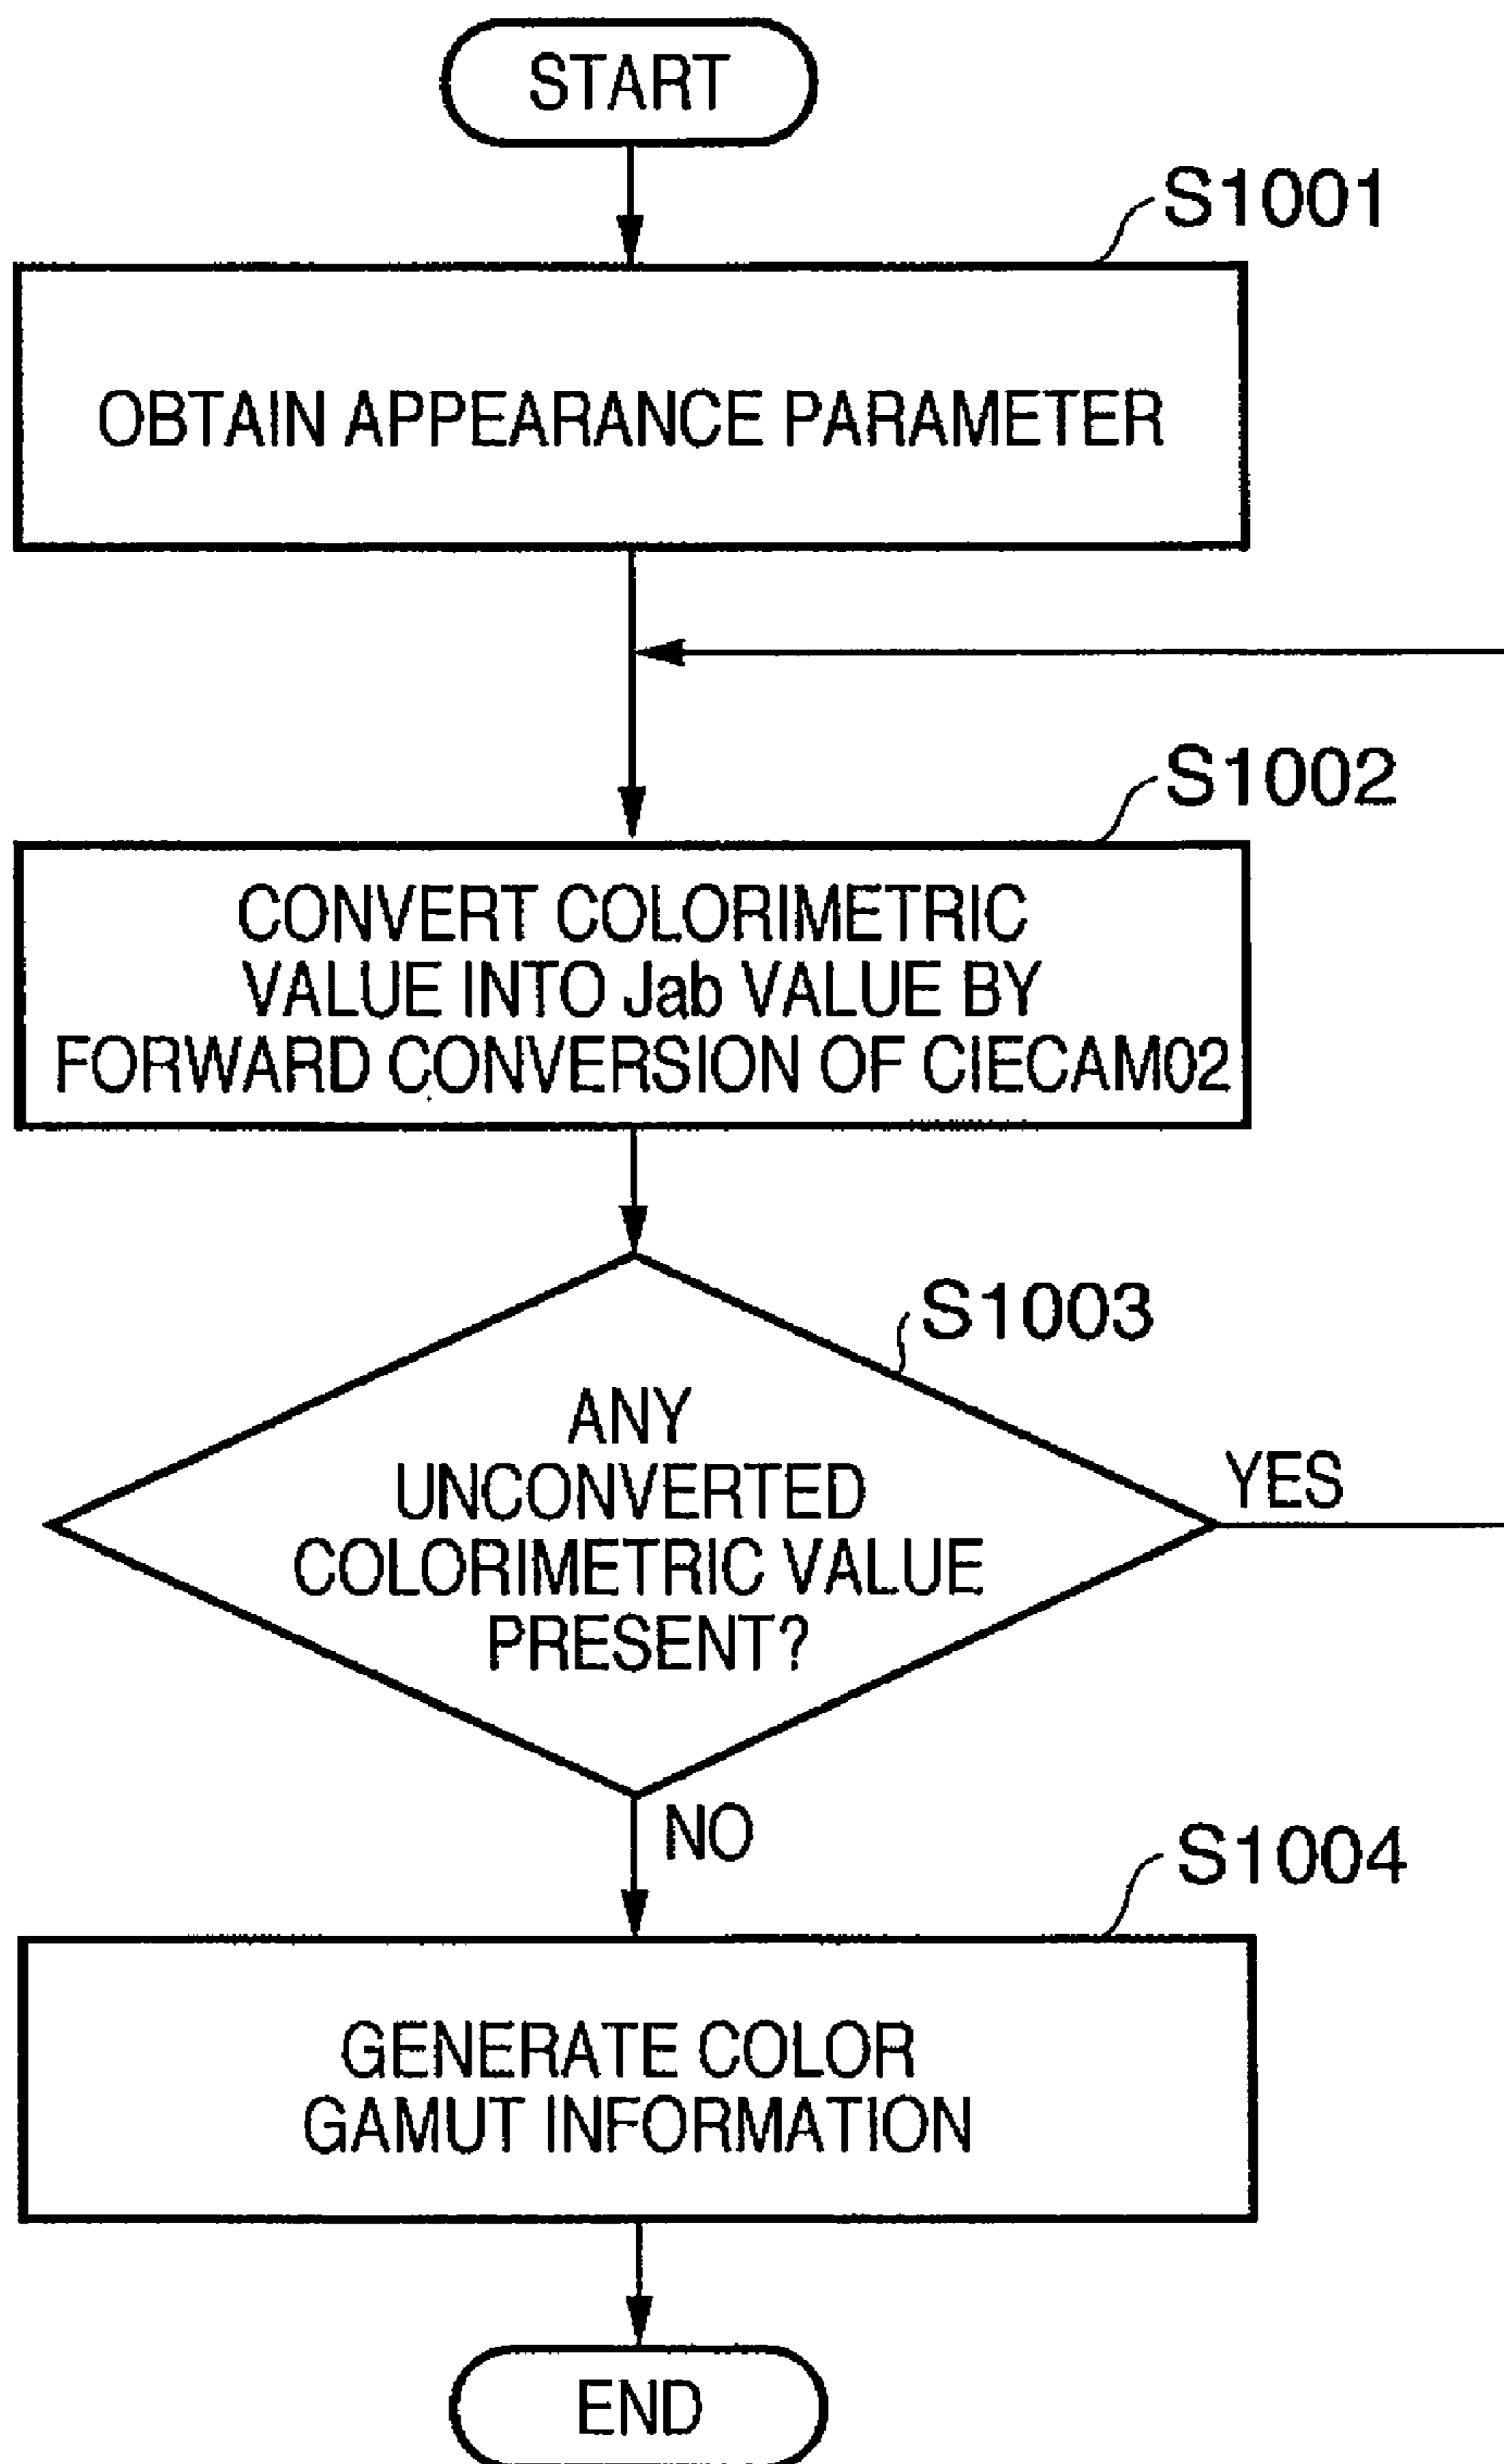 START
S1001
OBTAIN APPEARANCE PARAMETER
S1002
CONVERT COLORIMETRIC
VALUE INTO Jab VALUE BY
FORWARD CONVERSION OF CIECAM02
S1003
ANY
UNCONVERTED
COLORIMETRIC VALUE
PRESENT?
YES
NO
S1004
GENERATE COLOR
GAMUT INFORMATION
END